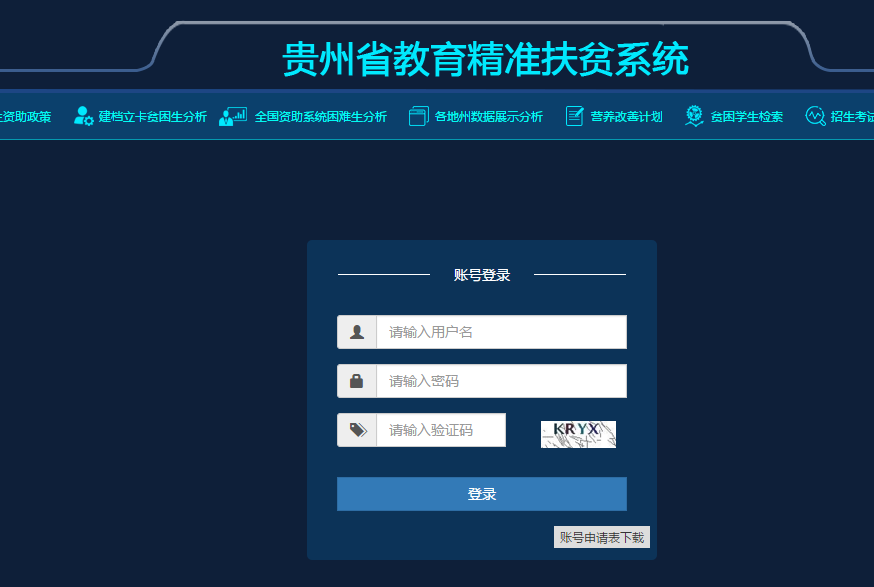 贵州省教育精准扶贫系统
生资助政策 建档立卡贫困生分析 全国资助系统困难生分析 各地州数据展示分析 营养改善计划 贫困学生检索 招生考试
账号登录
请输入用户名
请输入密码
请输入验证码 KRYX
登录
账号申请表下载